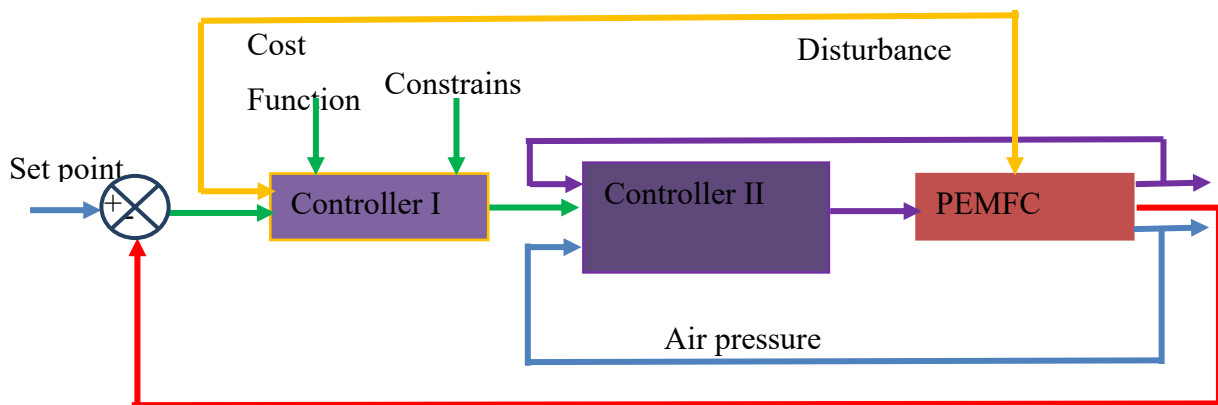 Cost
Function
Disturbance
Constrains
Set point
+
-
Controller I
Controller II
PEMFC
Air pressure